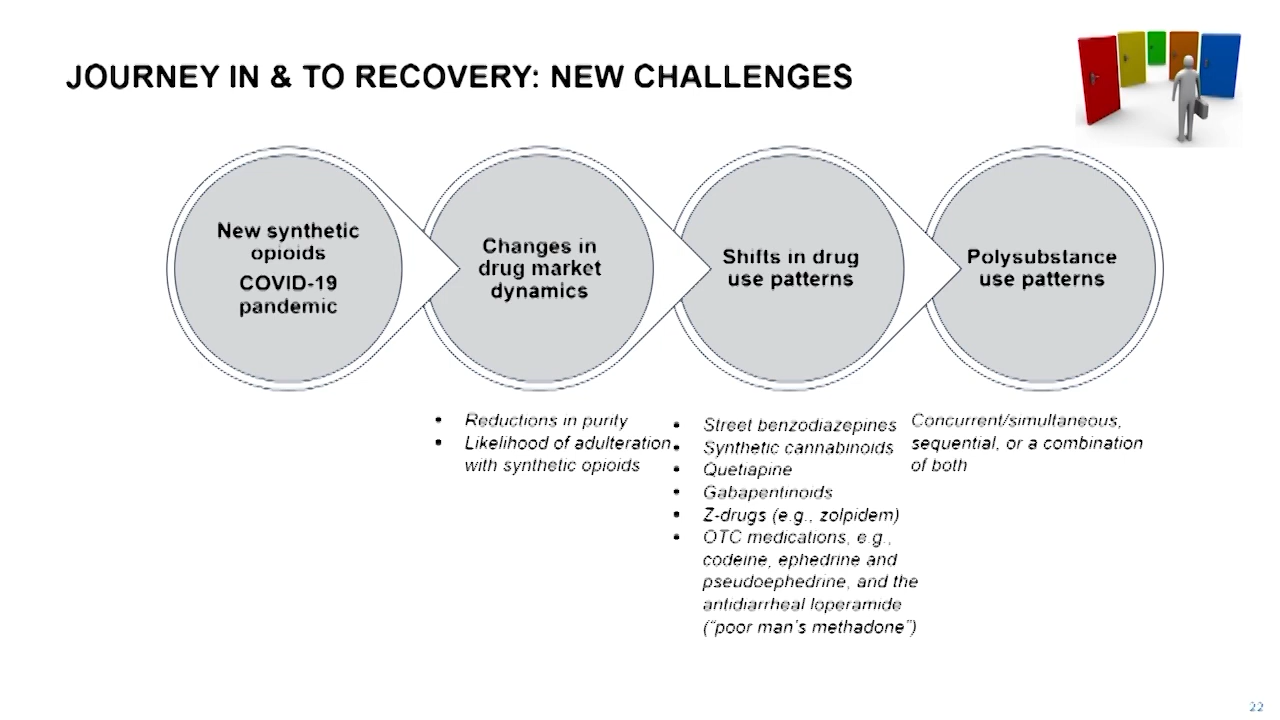 JOURNEY IN & TO RECOVERY: NEW CHALLENGES
New synthetic
opioids
COVID-19
pandemic
Changes in
drug market
dynamics
Shifts in drug
use patterns
Polysubstance
use patterns
• Reductions in purity
• Likelihood of adulteration
with synthetic opioids
• Street benzodiazepines
• Synthetic cannabinoids
• Quetiapine
• Gabapentinoids
• Z-drugs (e.g., zolpidem)
• OTC medications, e.g.,
codeine, ephedrine and
pseudoephedrine, and the
antidiarrheal loperamide
("poor man's methadone")
Concurrent/simultaneous,
sequential, or a combination
of both
22